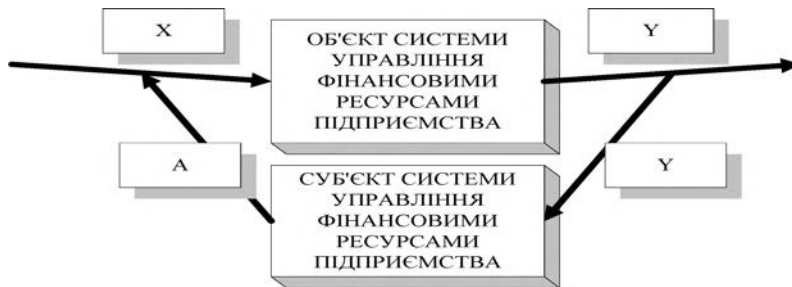 X
ОБ'ЄКТ СИСТЕМИ
УПРАВЛІННЯ
ФІНАНСОВИМИ
РЕСУРСАМИ
ПІДПРИЄМСТВА
Y
A
СУБ'ЄКТ СИСТЕМИ
УПРАВЛІННЯ
ФІНАНСОВИМИ
РЕСУРСАМИ
ПІДПРИЄМСТВА
Y